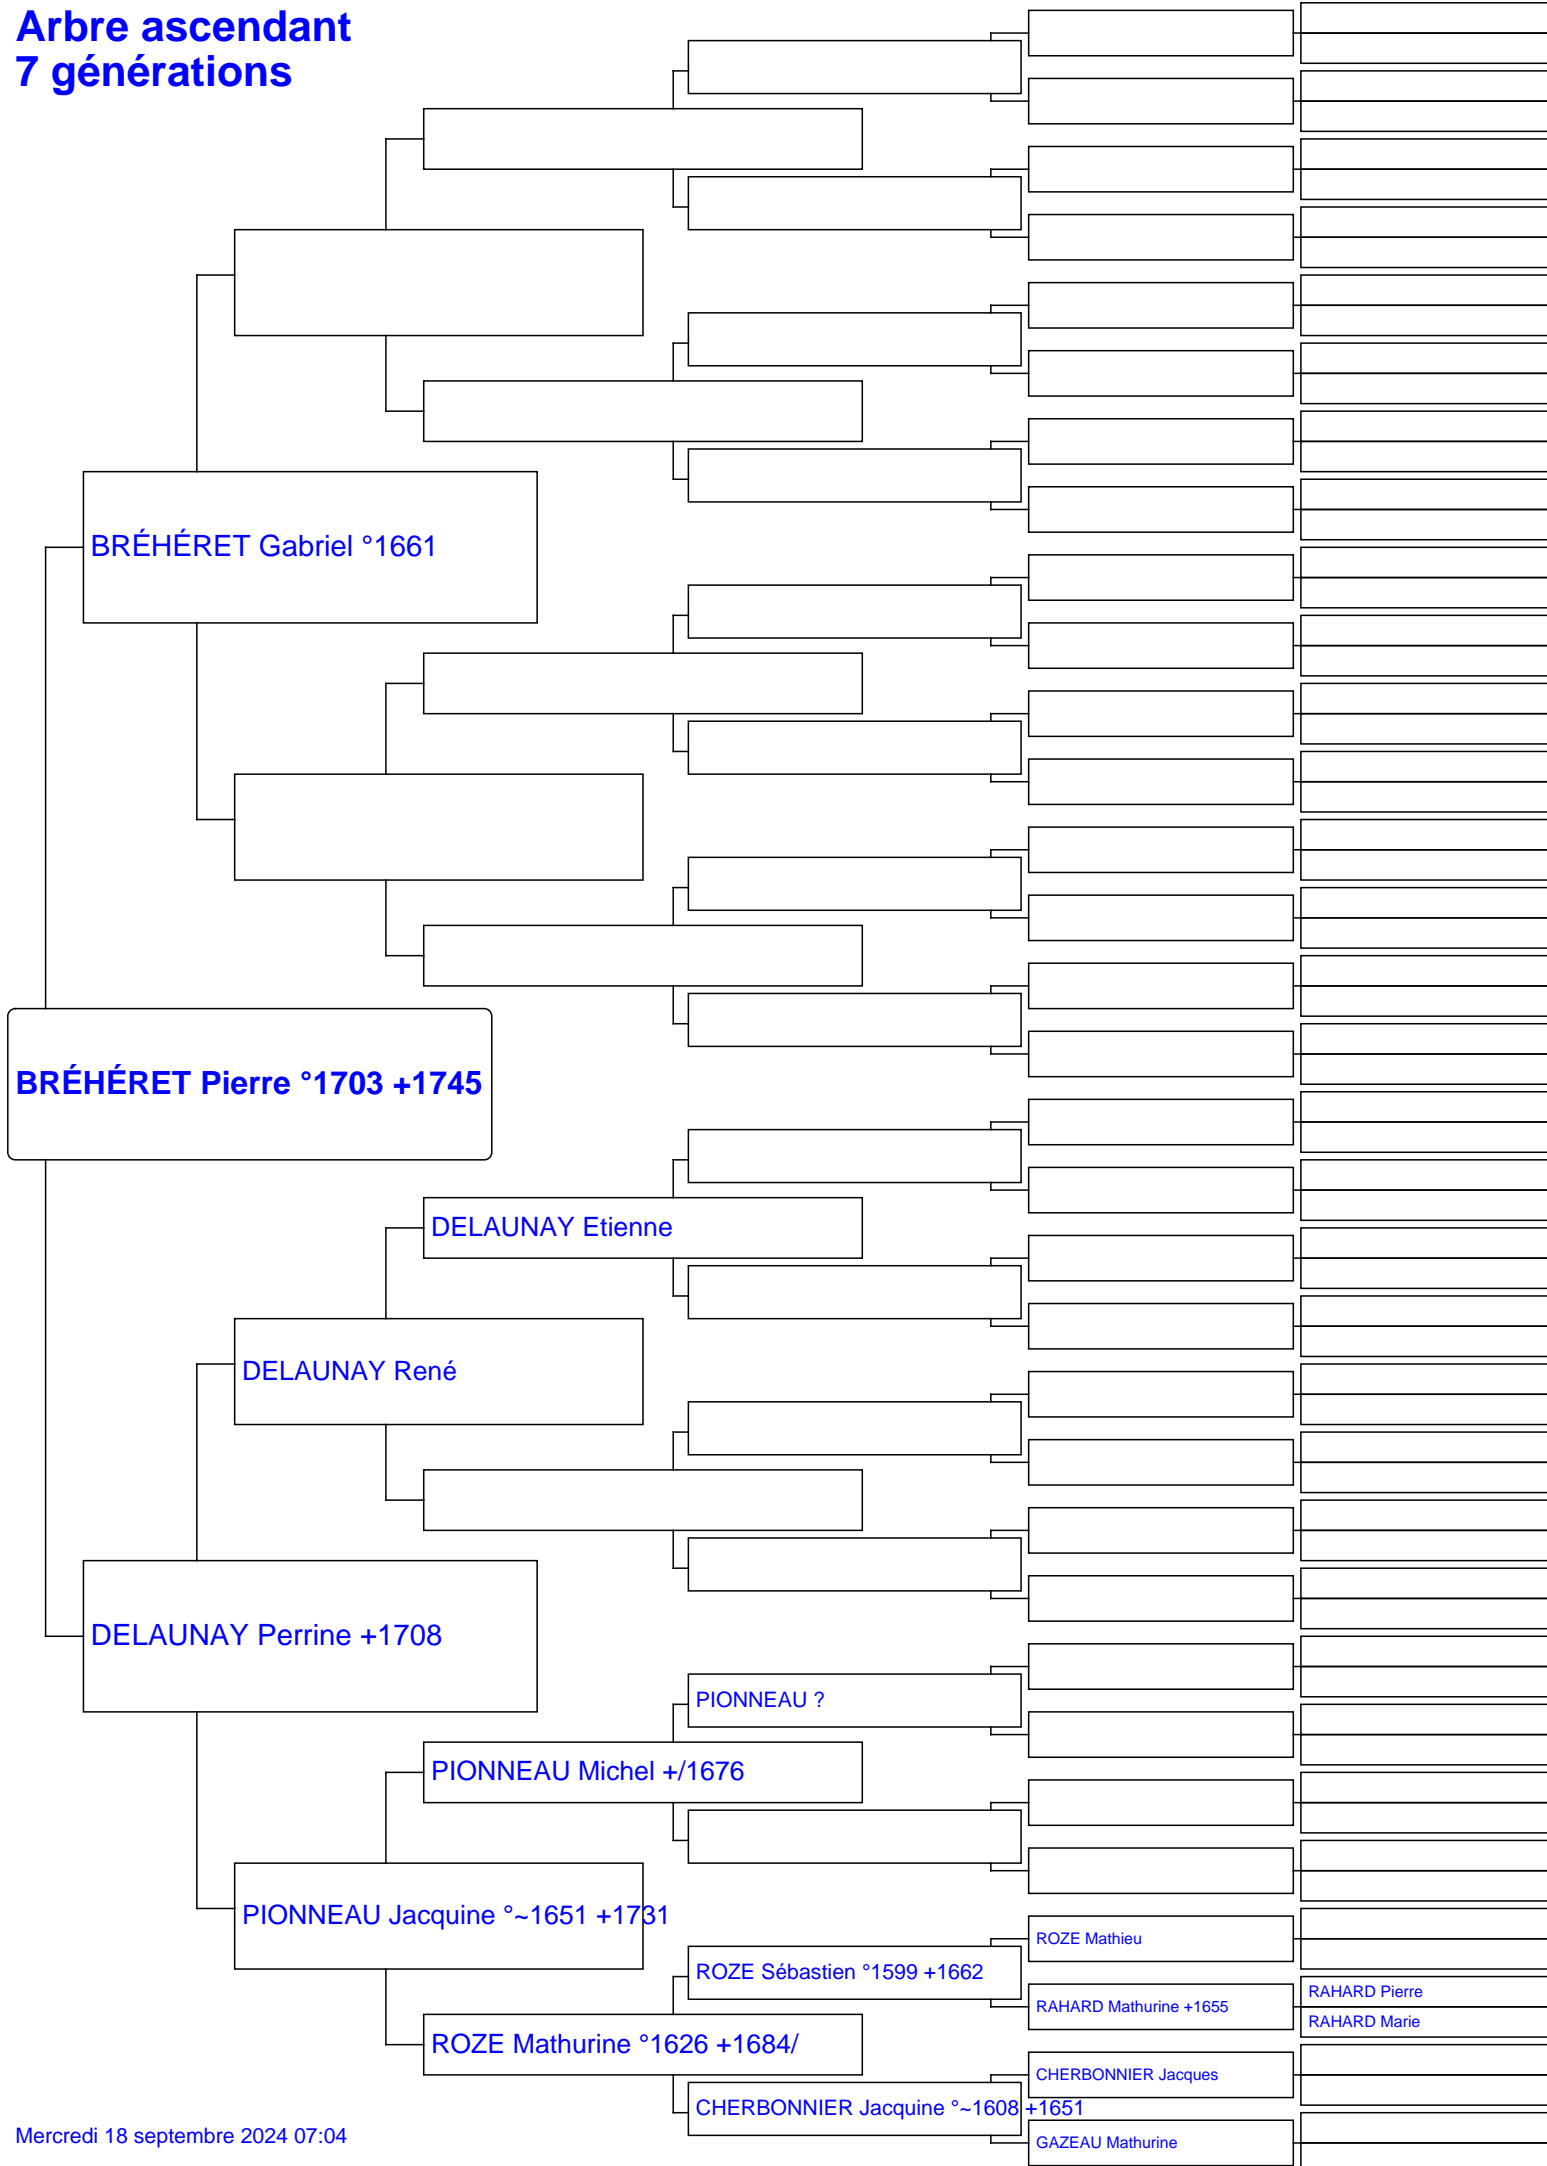 Arbre ascendant
7 générations
BRÉHÉRET Gabriel °1661
BRÉHÉRET Pierre °1703 +1745
DELAUNAY Etienne
DELAUNAY René
DELAUNAY Perrine +1708
PIONNEAU ?
PIONNEAU Michel +/1676
PIONNEAU Jacquine °~1651 +1731
ROZE Mathieu
ROZE Sébastien °1599 +1662
RAHARD Pierre
RAHARD Mathurine +1655
RAHARD Marie
ROZE Mathurine °1626 +1684/
CHERBONNIER Jacques
CHERBONNIER Jacquine °~1608 +1651
GAZEAU Mathurine
Mercredi 18 septembre 2024 07:04